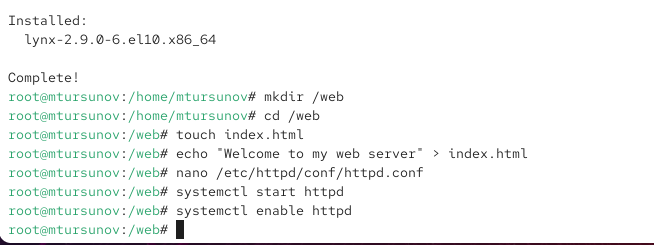 Installed:
  lynx-2.9.0-6.el10.x86_64
Complete!
root@mtursunov:/home/mtursunov# mkdir /web
root@mtursunov:/home/mtursunov# cd /web
root@mtursunov:/web# touch index.html
root@mtursunov:/web# echo "Welcome to my web server" > index.html
root@mtursunov:/web# nano /etc/httpd/conf/httpd.conf
root@mtursunov:/web# systemctl start httpd
root@mtursunov:/web# systemctl enable httpd
root@mtursunov:/web#